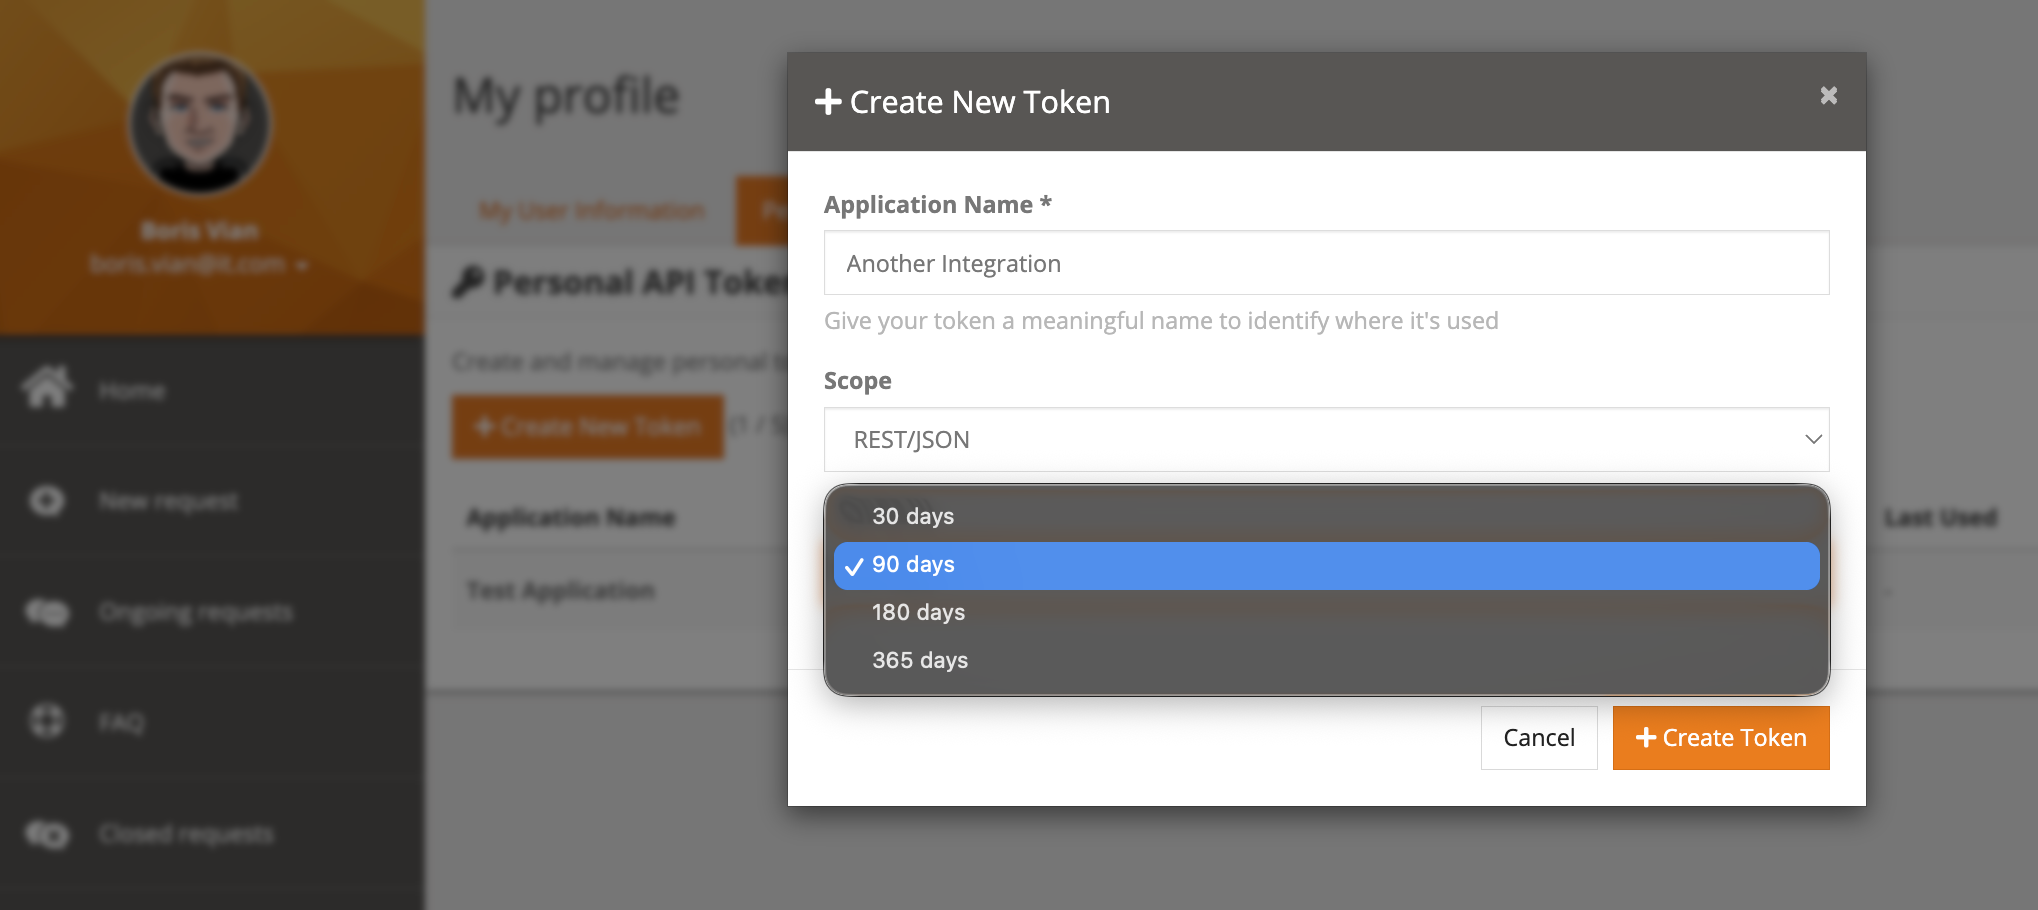 My profile
Boris Vian
boris.vian@it.com
Home
New request
Ongoing requests
FAQ
Closed requests
My User Information
Personal API
Create and manage personal
Create New Token (1 /
Application Name
Last Used
Test Application
-
Create New Token
Application Name *
Another Integration
Give your token a meaningful name to identify where it's used
Scope
REST/JSON
30 days
90 days
180 days
365 days
Cancel
Create Token